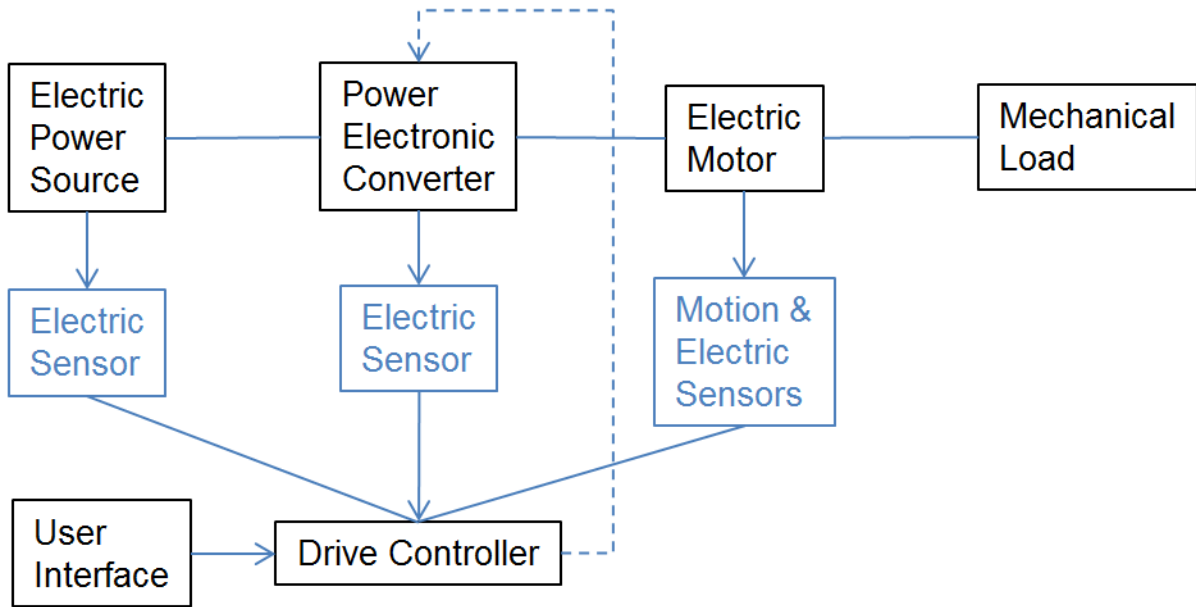 Electric
Power
Source
Power
Electronic
Converter
Electric
Motor
Mechanical
Load
Electric
Sensor
Electric
Sensor
Motion &
Electric
Sensors
User
Interface
Drive Controller